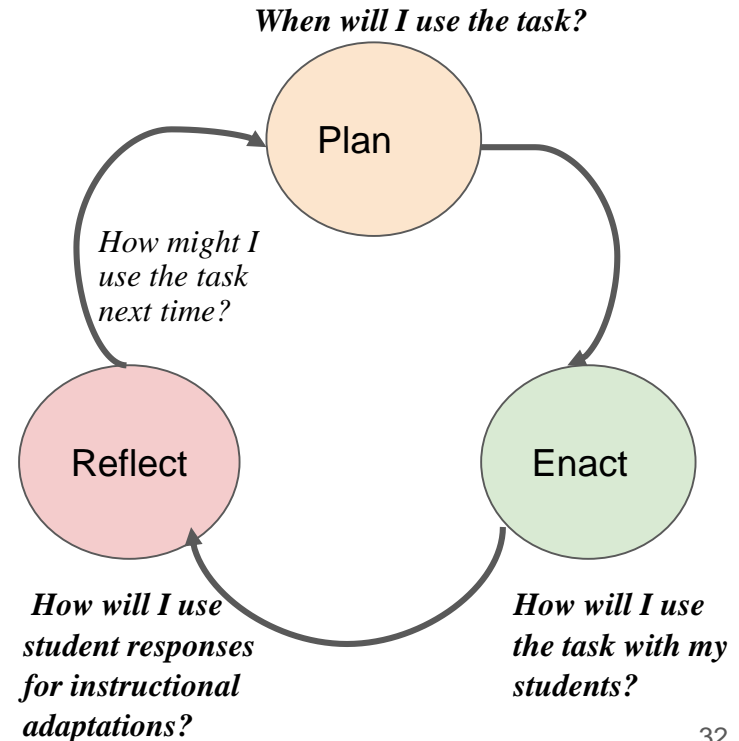 When will I use the task?
Plan
How might I
use the task
next time?
Reflect
Enact
How will I use
student responses
for instructional
adaptations?
How will I use
the task with my
students?
32